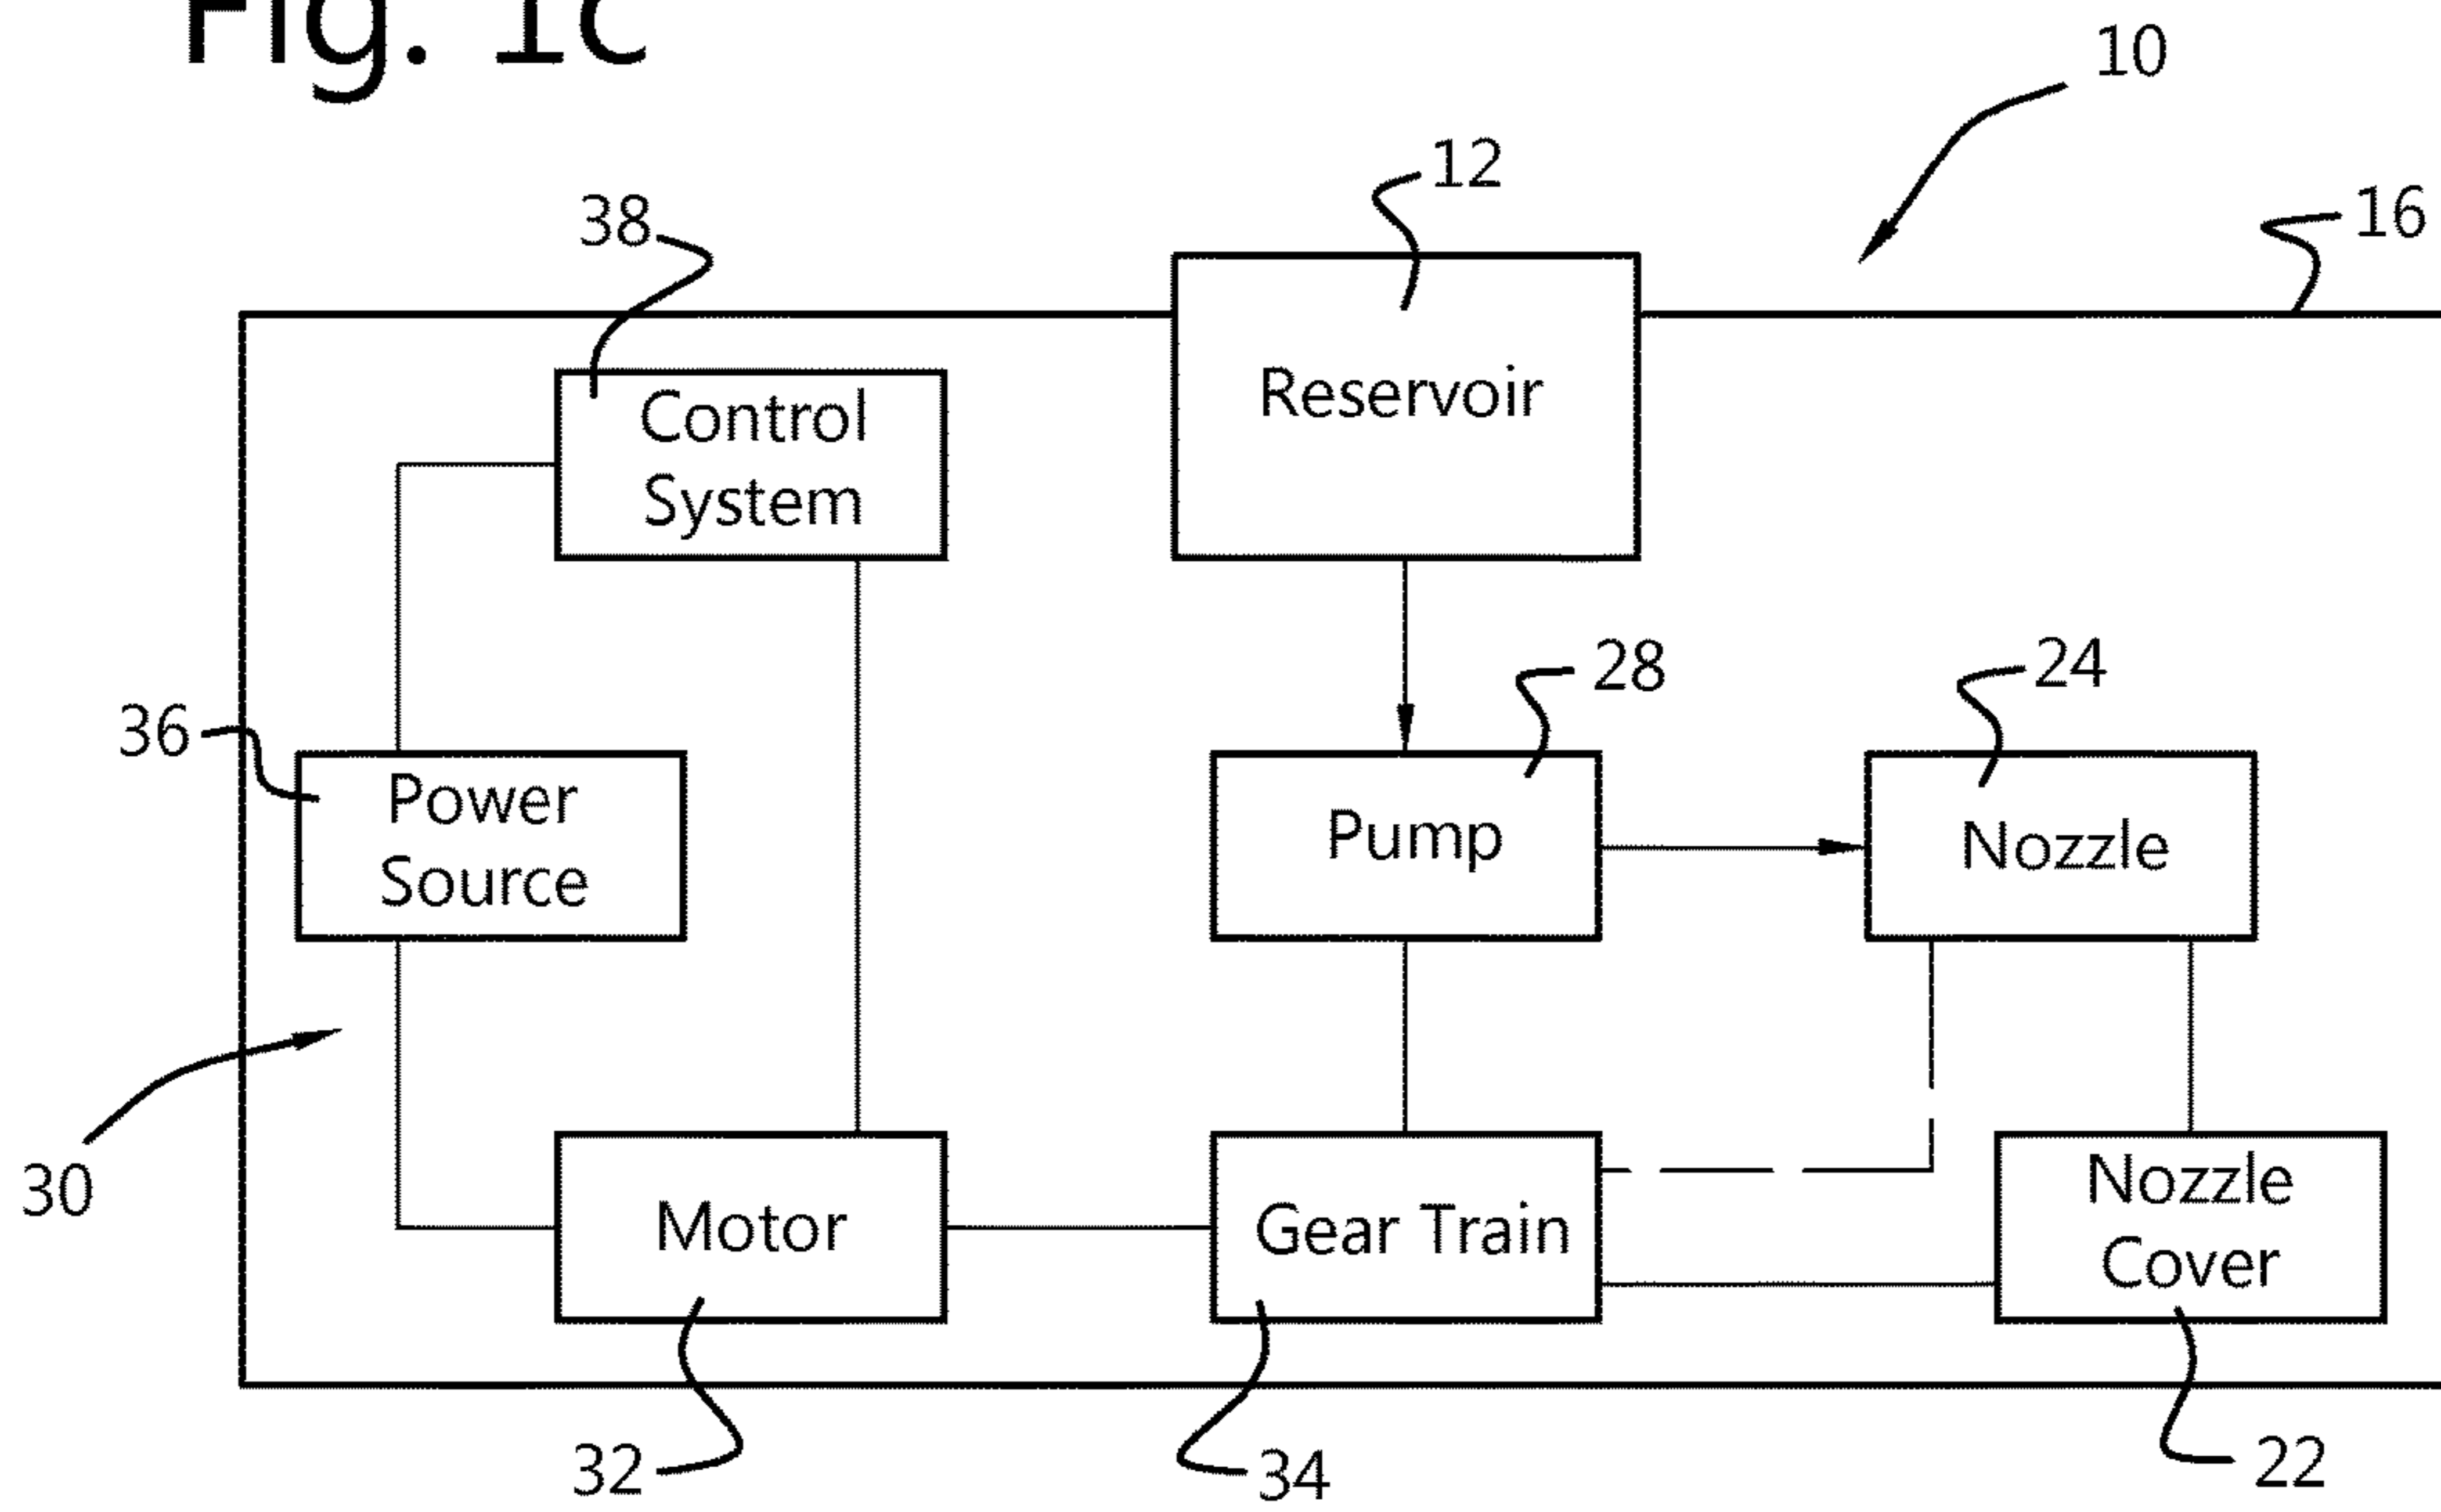 Fig. 1c
10
12
16
38
Reservoir
Control
System
28
24
36
Power
Source
Pump
Nozzle
30
Motor
Gear Train
Nozzle
Cover
32
34
22